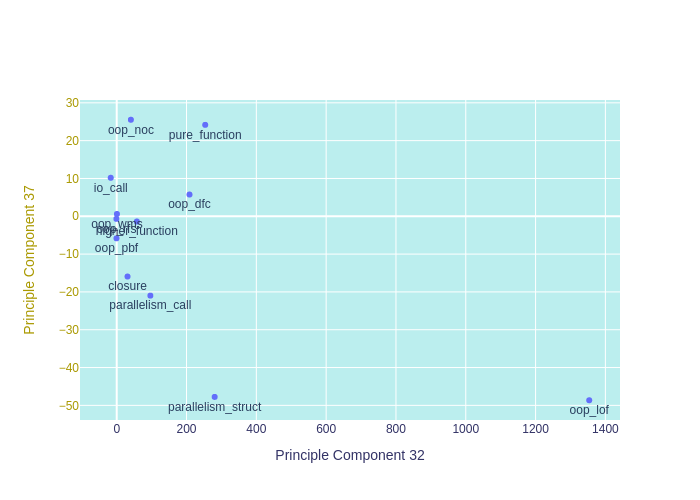 30
20
10
0
−10
−20
−30
−40
−50
Principle Component 37
oop_noc
pure_function
io_call
oop_dfc
oop_wms
higher_function
oop_pbf
closure
parallelism_call
parallelism_struct
oop_lof
0
200
400
600
800
1000
1200
1400
Principle Component 32